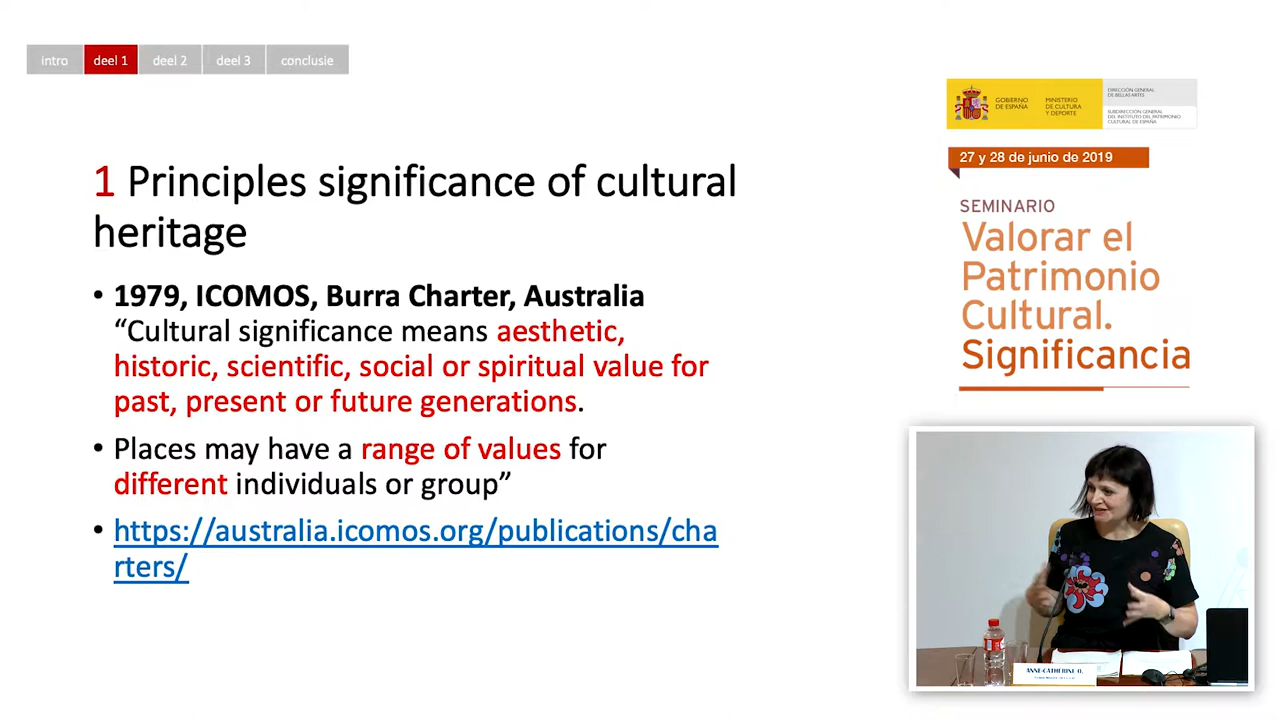 intro
deel 1
deel 2
deel 3
conclusie
1 Principles significance of cultural
heritage
• 1979, ICOMOS, Burra Charter, Australia
“Cultural significance means aesthetic,
historic, scientific, social or spiritual value for
past, present or future generations.
• Places may have a range of values for
different individuals or group”
• https://australia.icomos.org/publications/cha
rters/
GOBIERNO
DE ESPAÑA
MINISTERIO
DE CULTURA
Y DEPORTE
DIRECCIÓN GENERAL
DE BELLAS ARTES
SUBDIRECCIÓN GENERAL
DEL INSTITUTO DEL PATRIMONIO
CULTURAL DE ESPAÑA
27 y 28 de junio de 2019
SEMINARIO
Valorar el
Patrimonio
Cultural.
Significancia
ANNE-CATHERINE O.